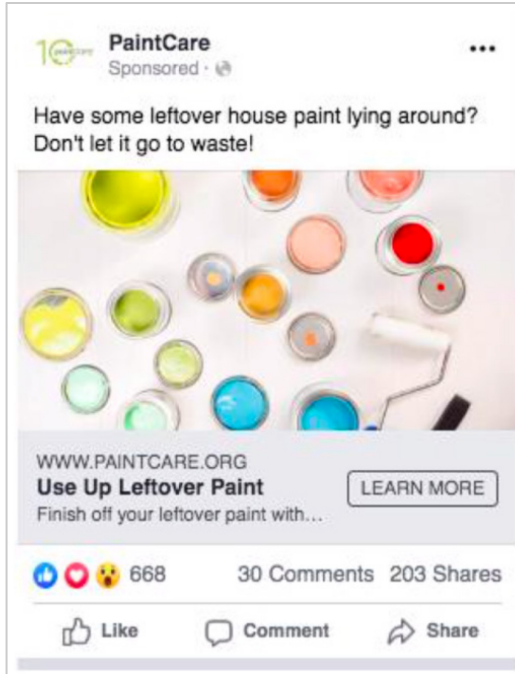 10 paintcare
PaintCare
Sponsored ·
Have some leftover house paint lying around?
Don't let it go to waste!
WWW.PAINTCARE.ORG
Use Up Leftover Paint
Finish off your leftover paint with...
LEARN MORE
668
30 Comments 203 Shares
Like
Comment
Share